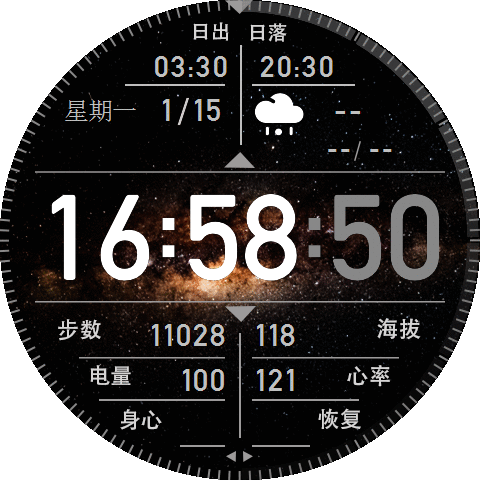 日出 日落
03:30 20:30
星期一 1/15 --
--/--
16:58:50
步数 11028 118 海拔
电量 100 121 心率
身心 恢复